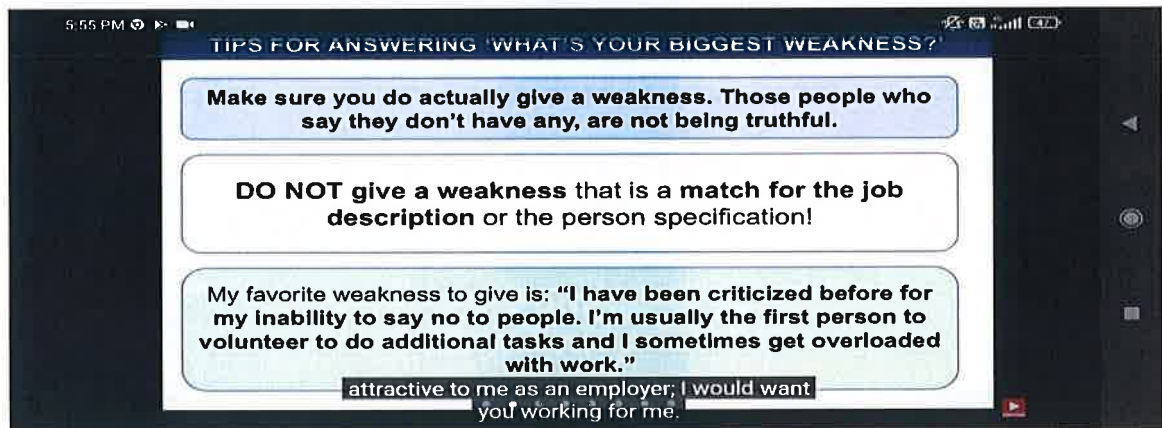 5:55 PM
TIPS FOR ANSWERING 'WHAT'S YOUR BIGGEST WEAKNESS?'
Make sure you do actually give a weakness. Those people who
say they don't have any, are not being truthful.
DO NOT give a weakness that is a match for the job
description or the person specification!
My favorite weakness to give is: “I have been criticized before for
my inability to say no to people. I'm usually the first person to
volunteer to do additional tasks and I sometimes get overloaded
with work.”
attractive to me as an employer; I would want
you working for me.